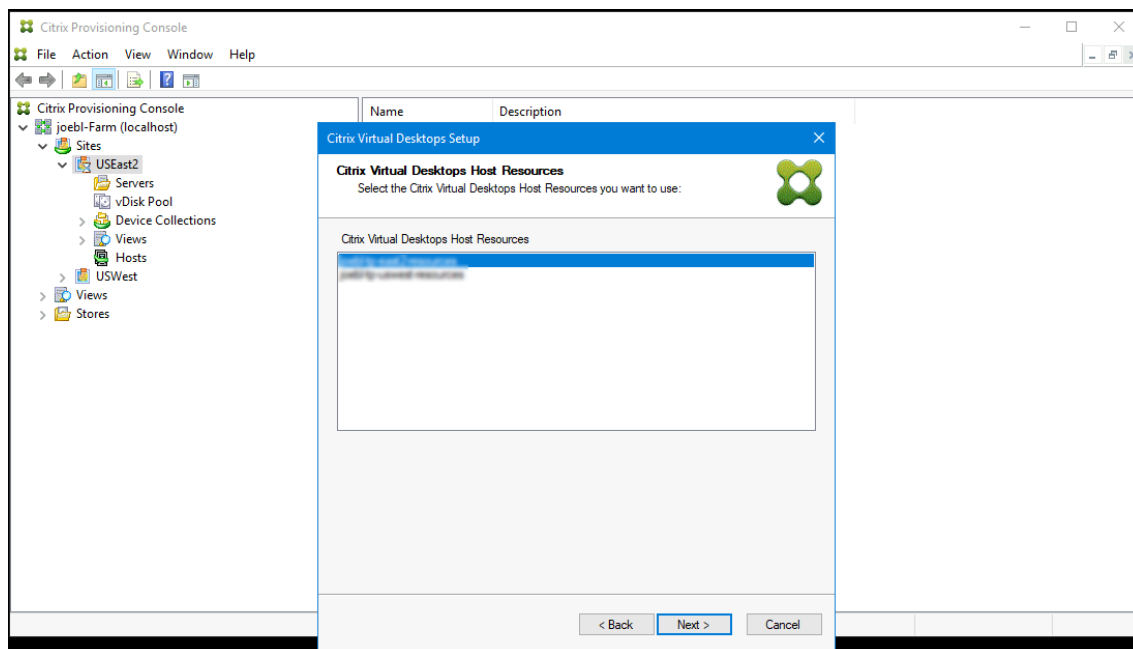 Citrix Provisioning Console
File Action View Window Help
Citrix Provisioning Console
joebl-Farm (localhost)
Sites
USEast2
Servers
vDisk Pool
Device Collections
Views
Hosts
USWest
Views
Stores
Name Description
Citrix Virtual Desktops Setup
Citrix Virtual Desktops Host Resources
Select the Citrix Virtual Desktops Host Resources you want to use:
Citrix Virtual Desktops Host Resources
< Back Next > Cancel